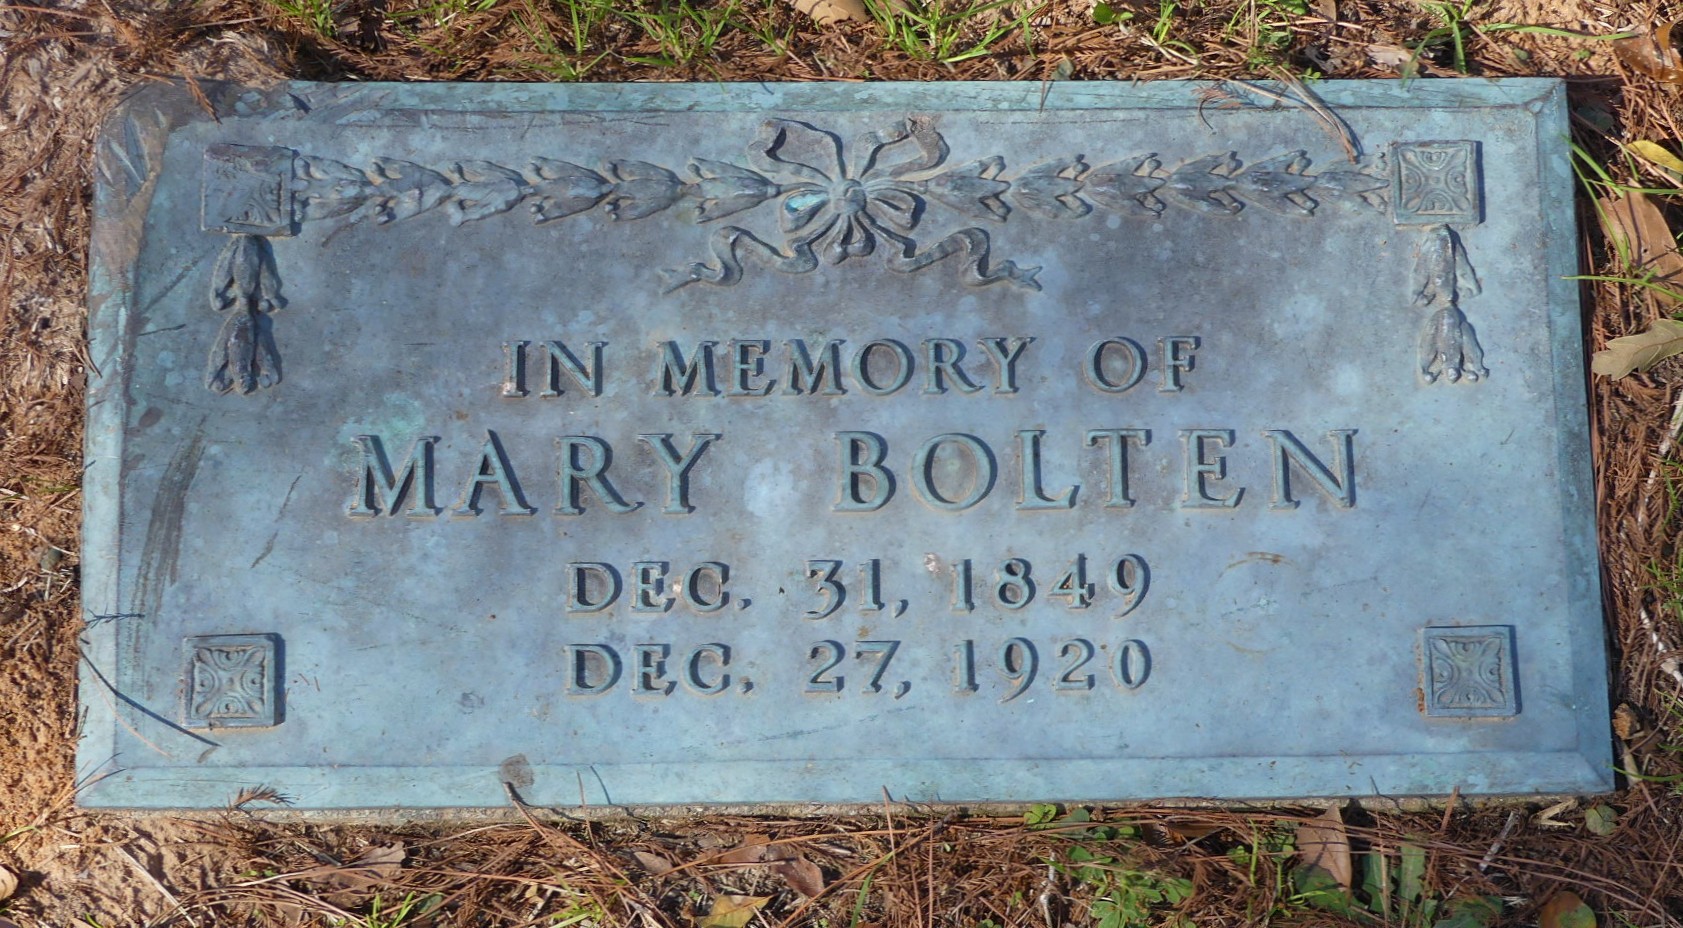 IN MEMORY OF
MARY BOLTEN
DEC. 31, 1849
DEC. 27, 1920